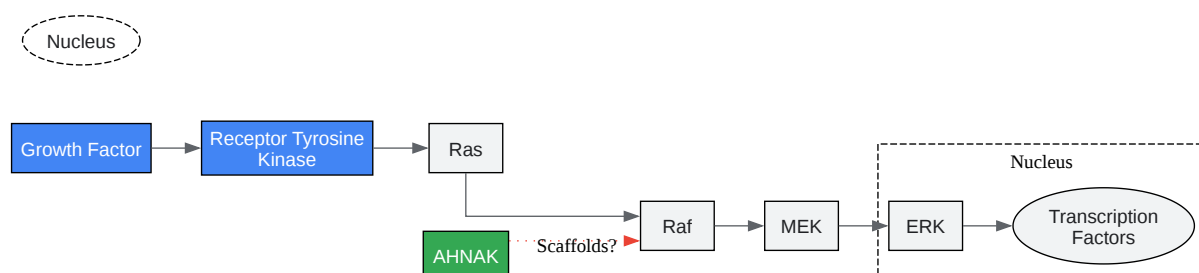 Nucleus
Growth Factor
Receptor Tyrosine
Kinase
Ras
Nucleus
Raf
MEK
ERK
Transcription
Factors
AHNAK
Scaffolds?